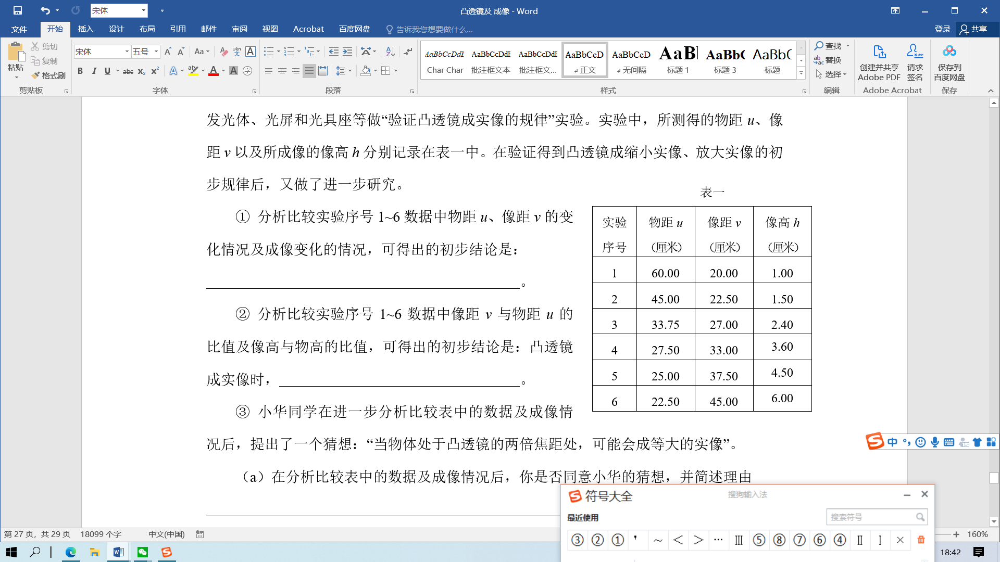 宋体
凸透镜及 成像 - Word
文件 开始 插入 设计 布局 引用 邮件 审阅 视图 Acrobat 百度网盘 告诉我您想要做什么... 登录 共享
粘贴 剪切 复制 格式刷 剪贴板
宋体 五号 字体
段落
AaBbCcDdE Char Char
AaBbCcDdE 批注框文本
AaBbCcDdE 批注框文...
AaBbCcD 正文
AaBbCcD 无间隔
AaB 标题 1
AaBbC 标题 3
AaBbC 标题
样式
查找 替换 选择 编辑
创建并共享 Adobe PDF 请求签名 Adobe Acrobat
保存到百度网盘 保存
发光体、光屏和光具座等做“验证凸透镜成实像的规律”实验。实验中，所测得的物距 u、像
距 v 以及所成像的像高 h 分别记录在表一中。在验证得到凸透镜成缩小实像、放大实像的初
步规律后，又做了进一步研究。
① 分析比较实验序号 1~6 数据中物距 u、像距 v 的变
化情况及成像变化的情况，可得出的初步结论是：
。
② 分析比较实验序号 1~6 数据中像距 v 与物距 u 的
比值及像高与物高的比值，可得出的初步结论是：凸透镜
成实像时，。
表一
实验序号 物距 u（厘米） 像距 v（厘米） 像高 h（厘米）
1 60.00 20.00 1.00
2 45.00 22.50 1.50
3 33.75 27.00 2.40
4 27.50 33.00 3.60
5 25.00 37.50 4.50
6 22.50 45.00 6.00
③ 小华同学在进一步分析比较表中的数据及成像情
况后，提出了一个猜想：“当物体处于凸透镜的两倍焦距处，可能会成等大的实像”。
（a）在分析比较表中的数据及成像情况后，你是否同意小华的猜想，并简述理由
中
符号大全 搜狗输入法
最近使用 搜索符号
③ ② ① ' ～ ＜ ＞ … Ⅲ ⑤ ⑧ ⑦ ⑥ ④ Ⅱ Ⅰ ×
第 27 页，共 29 页 18099 个字 中文(中国) 160%
18:42